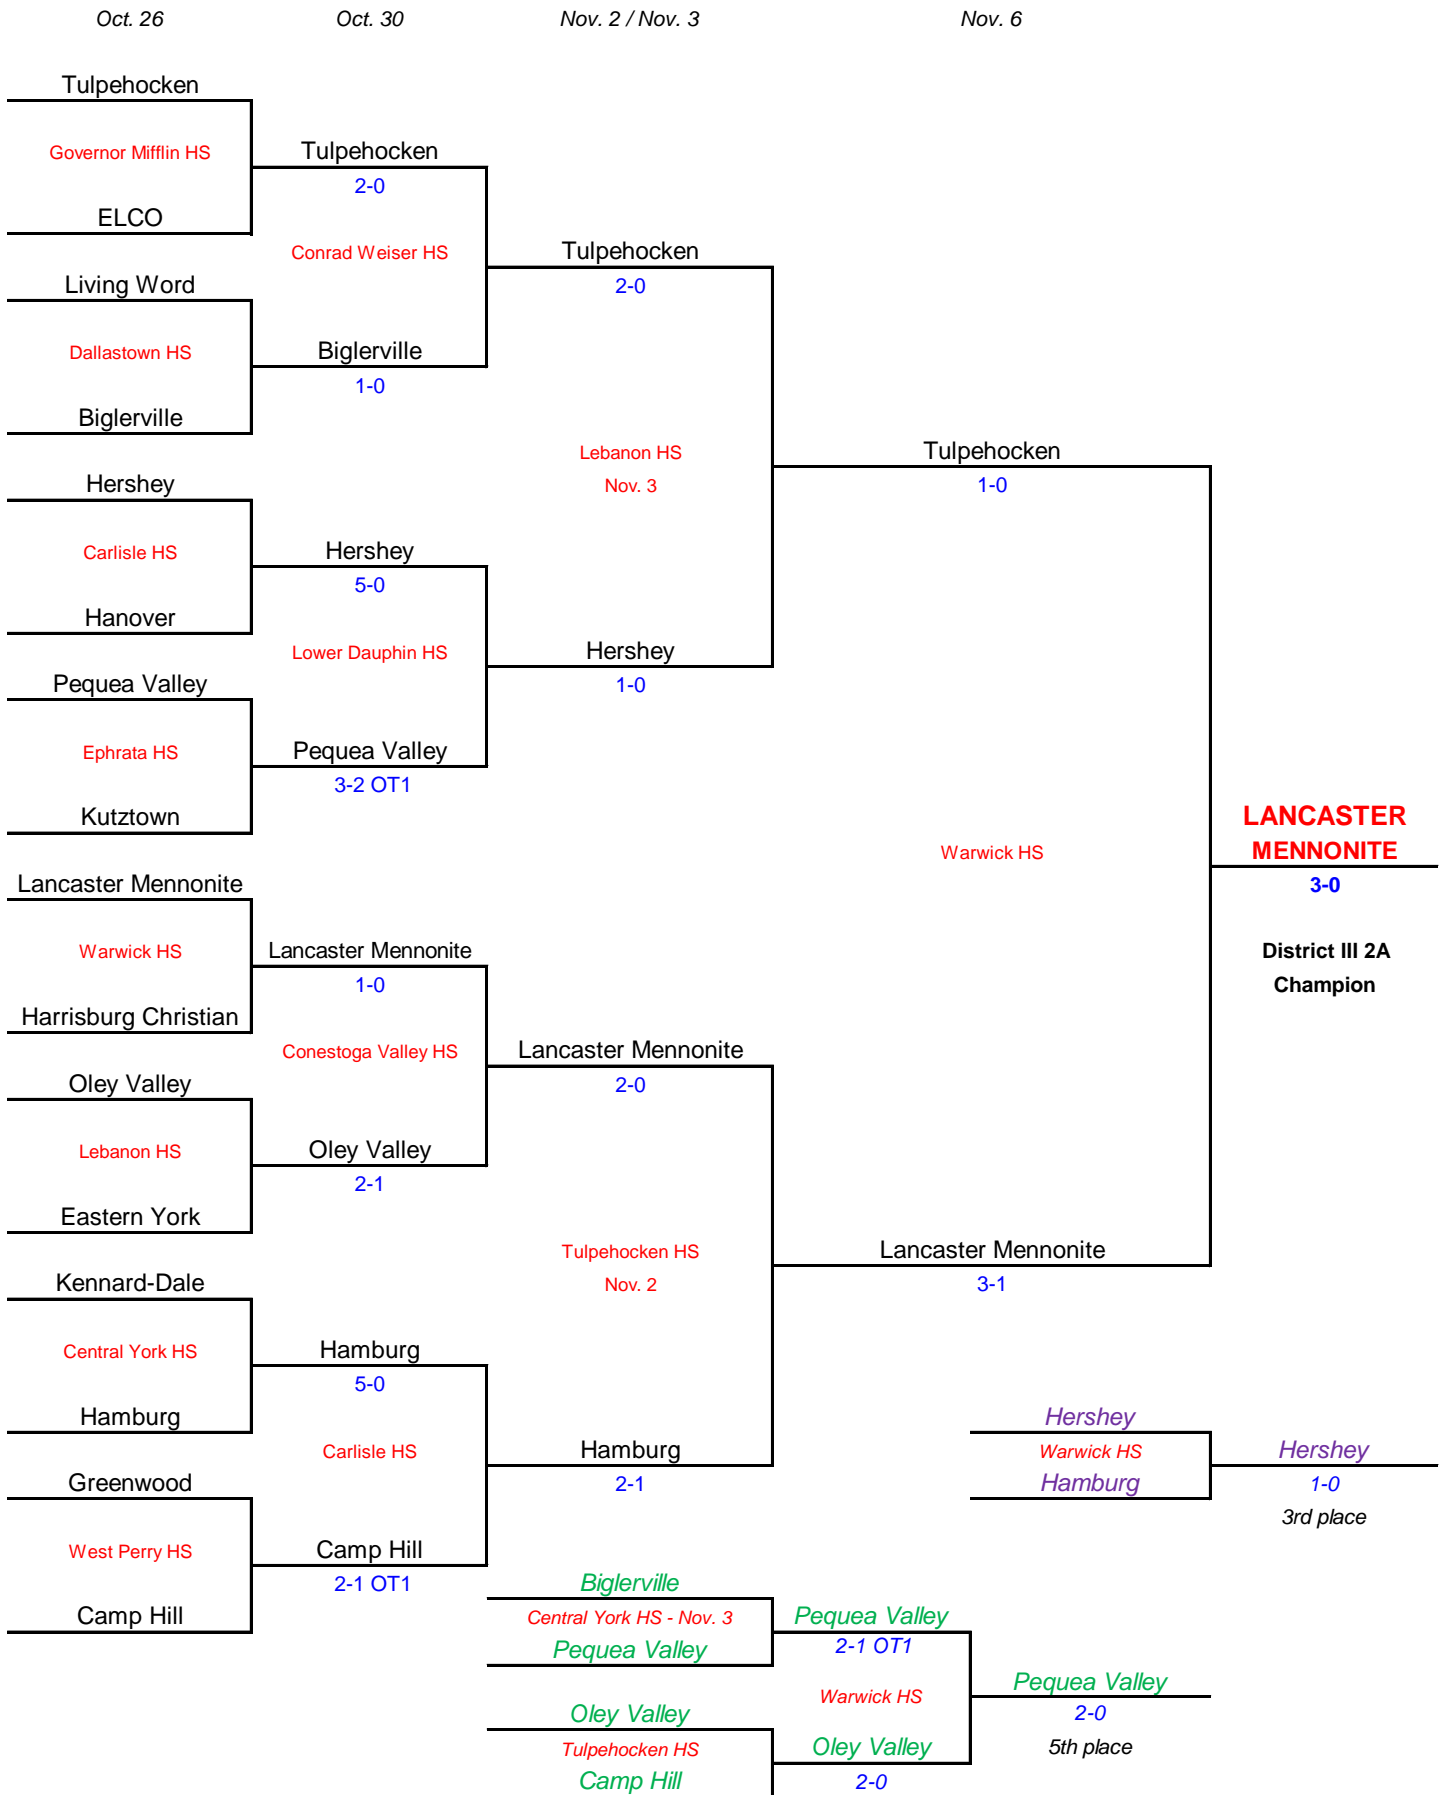 Oct. 26 Oct. 30 Nov. 2 / Nov. 3 Nov. 6
Tulpehocken
Governor Mifflin HS
ELCO
Living Word
Dallastown HS
Biglerville
Hershey
Carlisle HS
Hanover
Pequea Valley
Ephrata HS
Kutztown
Lancaster Mennonite
Warwick HS
Harrisburg Christian
Oley Valley
Lebanon HS
Eastern York
Kennard-Dale
Central York HS
Hamburg
Greenwood
West Perry HS
Camp Hill
Tulpehocken
2-0
Conrad Weiser HS
Biglerville
1-0
Hershey
5-0
Lower Dauphin HS
Pequea Valley
3-2 OT1
Lancaster Mennonite
1-0
Conestoga Valley HS
Oley Valley
2-1
Hamburg
5-0
Carlisle HS
Camp Hill
2-1 OT1
Tulpehocken
2-0
Lebanon HS
Nov. 3
Hershey
1-0
Lancaster Mennonite
2-0
Tulpehocken HS
Nov. 2
Hamburg
2-1
Tulpehocken
1-0
Warwick HS
Lancaster Mennonite
3-1
LANCASTER
MENNONITE
3-0
District III 2A
Champion
Hershey
Warwick HS
Hamburg
Hershey
1-0
3rd place
Biglerville
Central York HS - Nov. 3
Pequea Valley
Oley Valley
Tulpehocken HS
Camp Hill
Pequea Valley
2-1 OT1
Warwick HS
Oley Valley
2-0
Pequea Valley
2-0
5th place